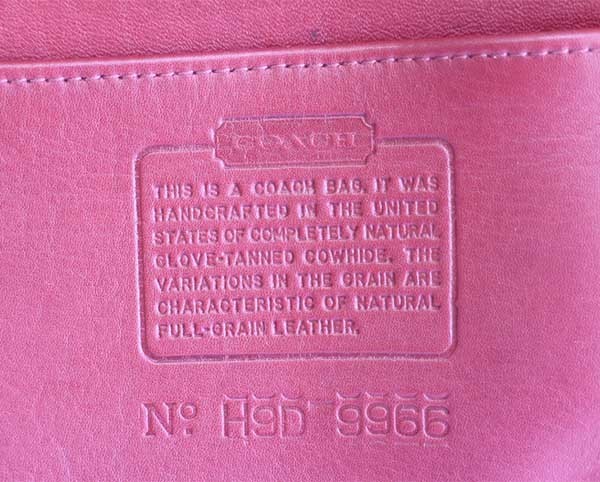 COACH
THIS IS A COACH BAG. IT WAS
HANDCRAFTED IN THE UNITED
STATES OF COMPLETELY NATURAL
GLOVE-TANNED COWHIDE. THE
VARIATIONS IN THE GRAIN ARE
CHARACTERISTIC OF NATURAL
FULL-GRAIN LEATHER.
No H9D-9966